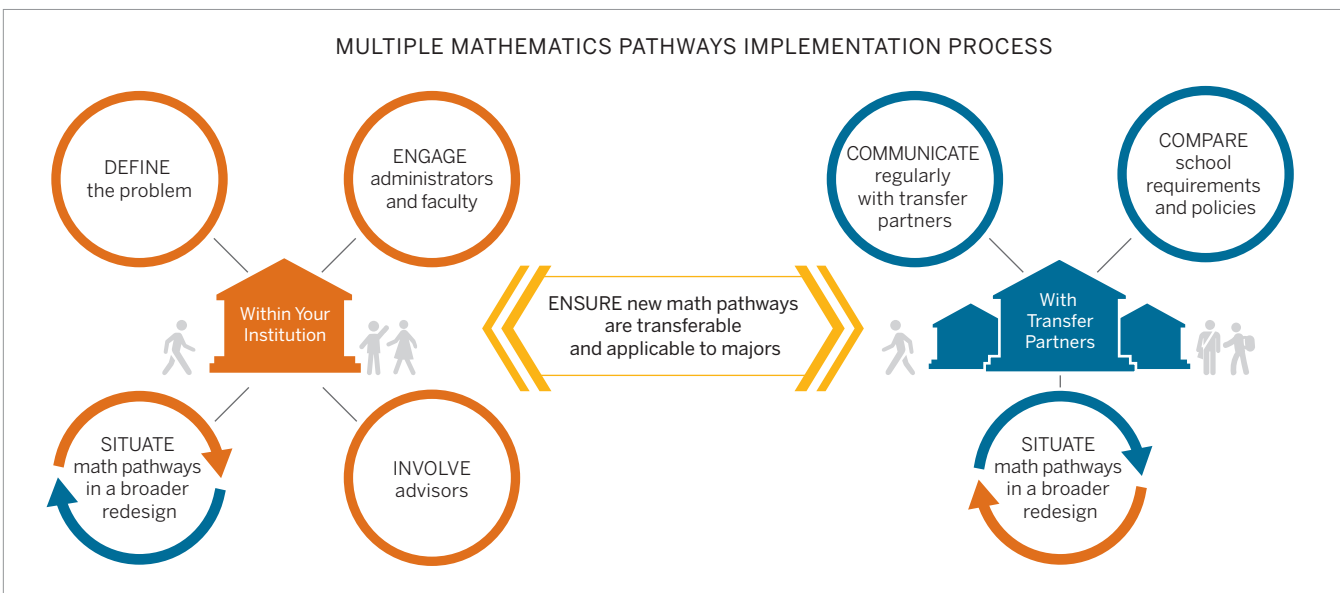 MULTIPLE MATHEMATICS PATHWAYS IMPLEMENTATION PROCESS
DEFINE
the problem
ENGAGE
administrators
and faculty
Within Your
Institution
SITUATE
math pathways
in a broader
redesign
INVOLVE
advisors
ENSURE new math pathways
are transferable
and applicable to majors
COMMUNICATE
regularly
with transfer
partners
COMPARE
school
requirements
and policies
With
Transfer
Partners
SITUATE
math pathways
in a broader
redesign